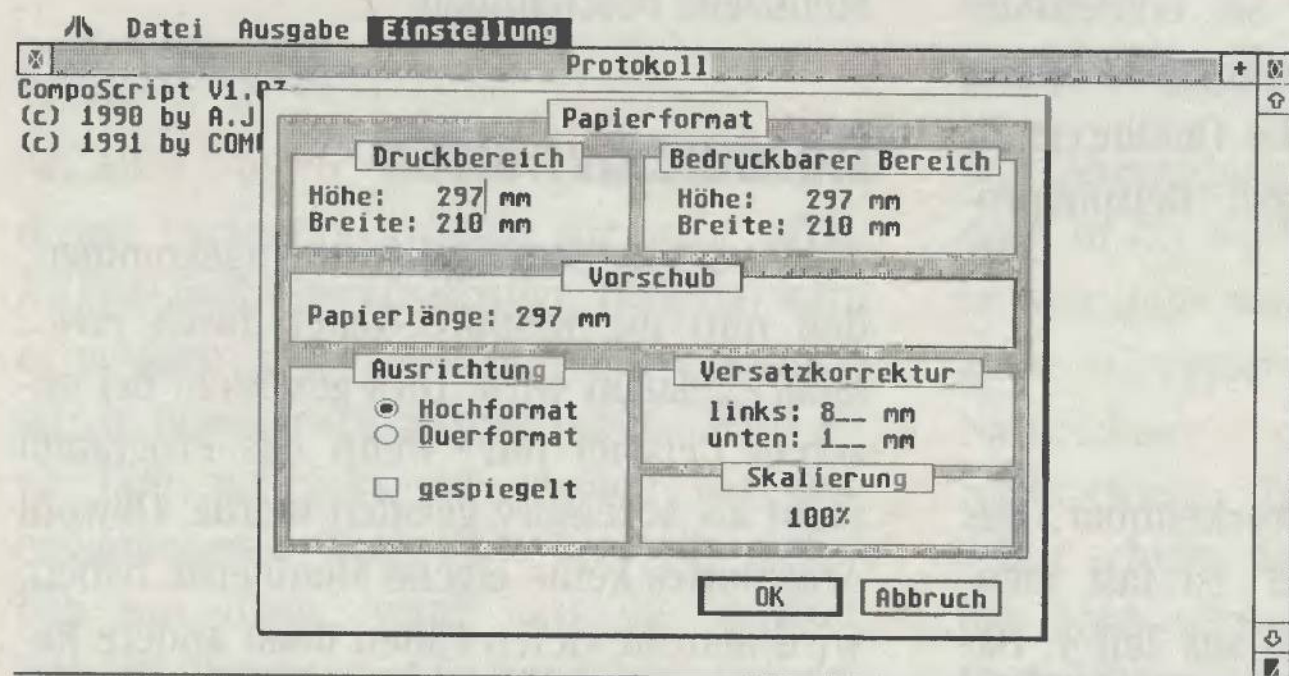 Datei Ausgabe Einstellung
Protokoll
CompoScript V1.
(c) 1990 by A.J
(c) 1991 by COM
Papierformat
Druckbereich
Höhe: 297 mm
Breite: 210 mm
Bedruckbarer Bereich
Höhe: 297 mm
Breite: 210 mm
Vorschub
Papierlänge: 297 mm
Ausrichtung
Hochformat
Querformat
gespiegelt
Versatzkorrektur
links: 8__ mm
unten: 1__ mm
Skalierung
100%
OK Abbruch